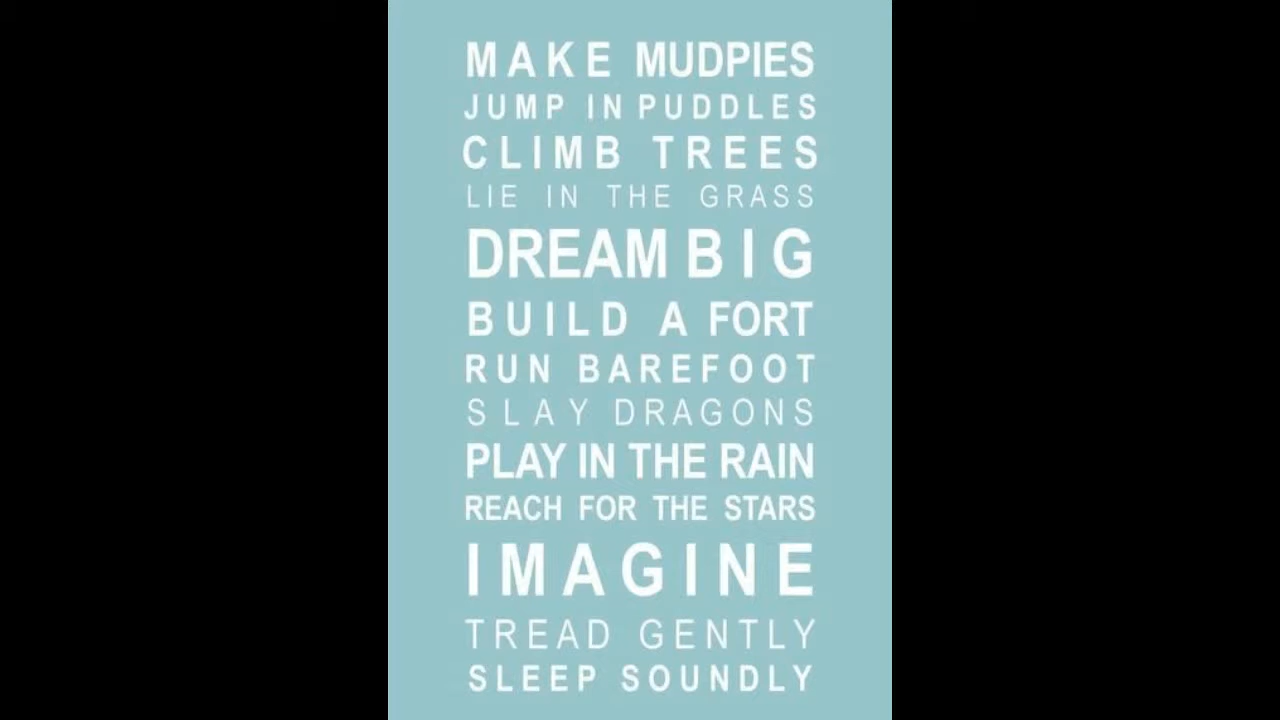 MAKE MUDPIES
JUMP IN PUDDLES
CLIMB TREES
LIE IN THE GRASS
DREAM BIG
BUILD A FORT
RUN BAREFOOT
SLAY DRAGONS
PLAY IN THE RAIN
REACH FOR THE STARS
IMAGINE
TREAD GENTLY
SLEEP SOUNDLY